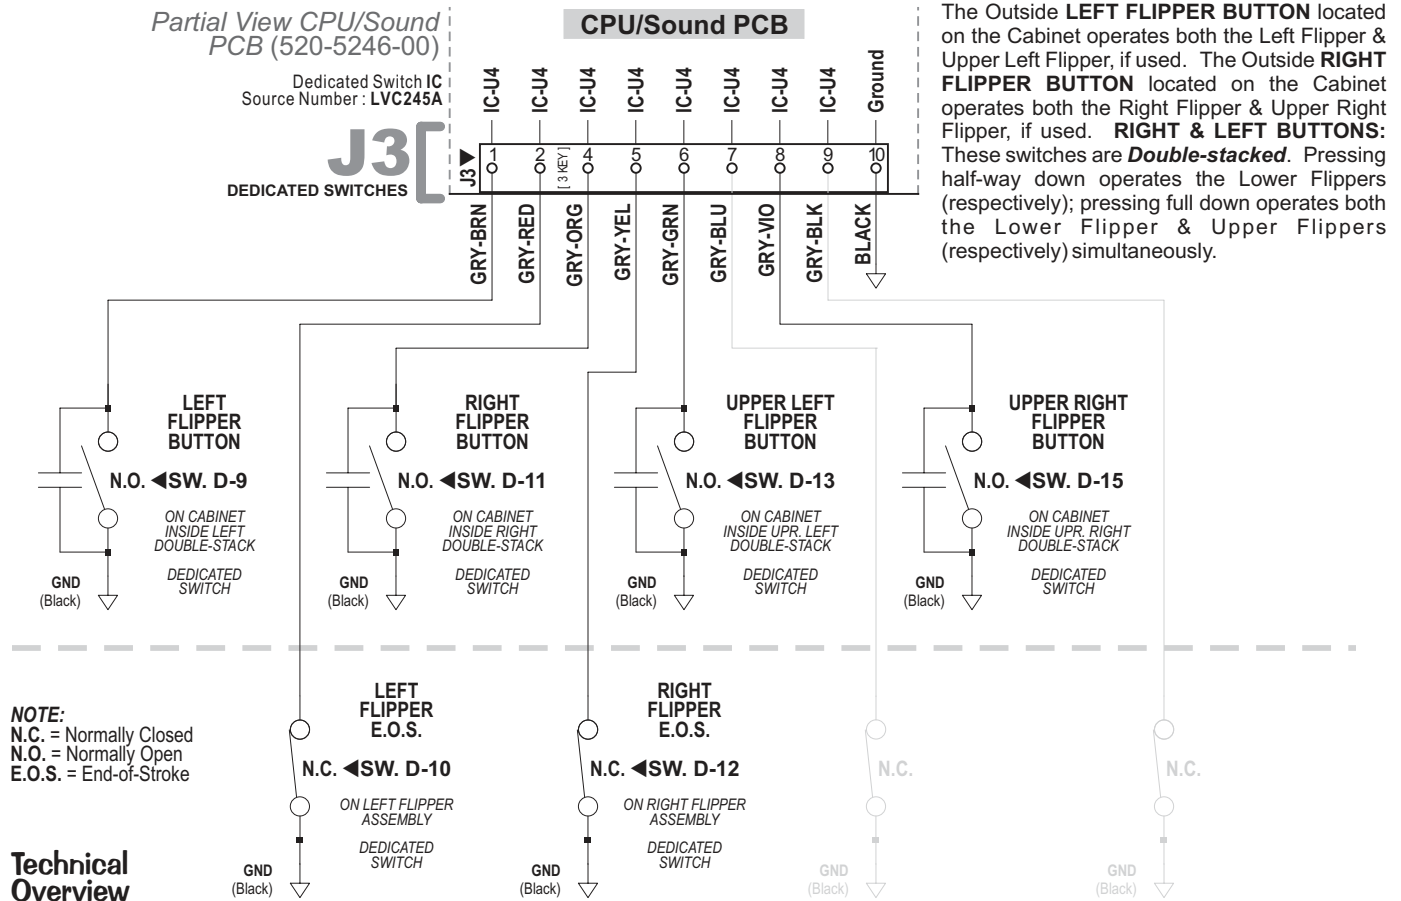 Partial View CPU/Sound
PCB (520-5246-00)
Dedicated Switch IC
Source Number : LVC245A
J3
DEDICATED SWITCHES
CPU/Sound PCB
IC-U4
IC-U4
IC-U4
IC-U4
IC-U4
IC-U4
IC-U4
IC-U4
Ground
J3
1 2 [ 3 KEY ] 4 5 6 7 8 9 10
GRY-BRN
GRY-RED
GRY-ORG
GRY-YEL
GRY-GRN
GRY-BLU
GRY-VIO
GRY-BLK
BLACK
The Outside LEFT FLIPPER BUTTON located
on the Cabinet operates both the Left Flipper &
Upper Left Flipper, if used. The Outside RIGHT
FLIPPER BUTTON located on the Cabinet
operates both the Right Flipper & Upper Right
Flipper, if used. RIGHT & LEFT BUTTONS:
These switches are Double-stacked. Pressing
half-way down operates the Lower Flippers
(respectively); pressing full down operates both
the Lower Flipper & Upper Flippers
(respectively) simultaneously.
LEFT
FLIPPER
BUTTON
N.O. ◀SW. D-9
ON CABINET
INSIDE LEFT
DOUBLE-STACK
DEDICATED
SWITCH
GND
(Black)
RIGHT
FLIPPER
BUTTON
N.O. ◀SW. D-11
ON CABINET
INSIDE RIGHT
DOUBLE-STACK
DEDICATED
SWITCH
GND
(Black)
UPPER LEFT
FLIPPER
BUTTON
N.O. ◀SW. D-13
ON CABINET
INSIDE UPR. LEFT
DOUBLE-STACK
DEDICATED
SWITCH
GND
(Black)
UPPER RIGHT
FLIPPER
BUTTON
N.O. ◀SW. D-15
ON CABINET
INSIDE UPR. RIGHT
DOUBLE-STACK
DEDICATED
SWITCH
GND
(Black)
NOTE:
N.C. = Normally Closed
N.O. = Normally Open
E.O.S. = End-of-Stroke
LEFT
FLIPPER
E.O.S.
N.C. ◀SW. D-10
ON LEFT FLIPPER
ASSEMBLY
DEDICATED
SWITCH
GND
(Black)
RIGHT
FLIPPER
E.O.S.
N.C. ◀SW. D-12
ON RIGHT FLIPPER
ASSEMBLY
DEDICATED
SWITCH
GND
(Black)
N.C.
GND
(Black)
N.C.
GND
(Black)
Technical
Overview